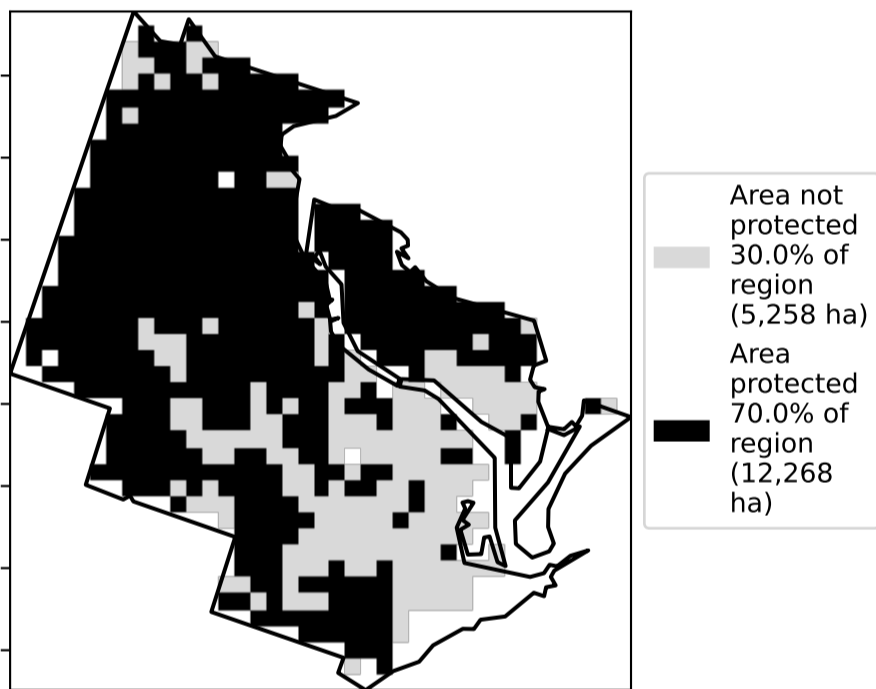 Area not
protected
30.0% of
region
(5,258 ha)
Area
protected
70.0% of
region
(12,268
ha)